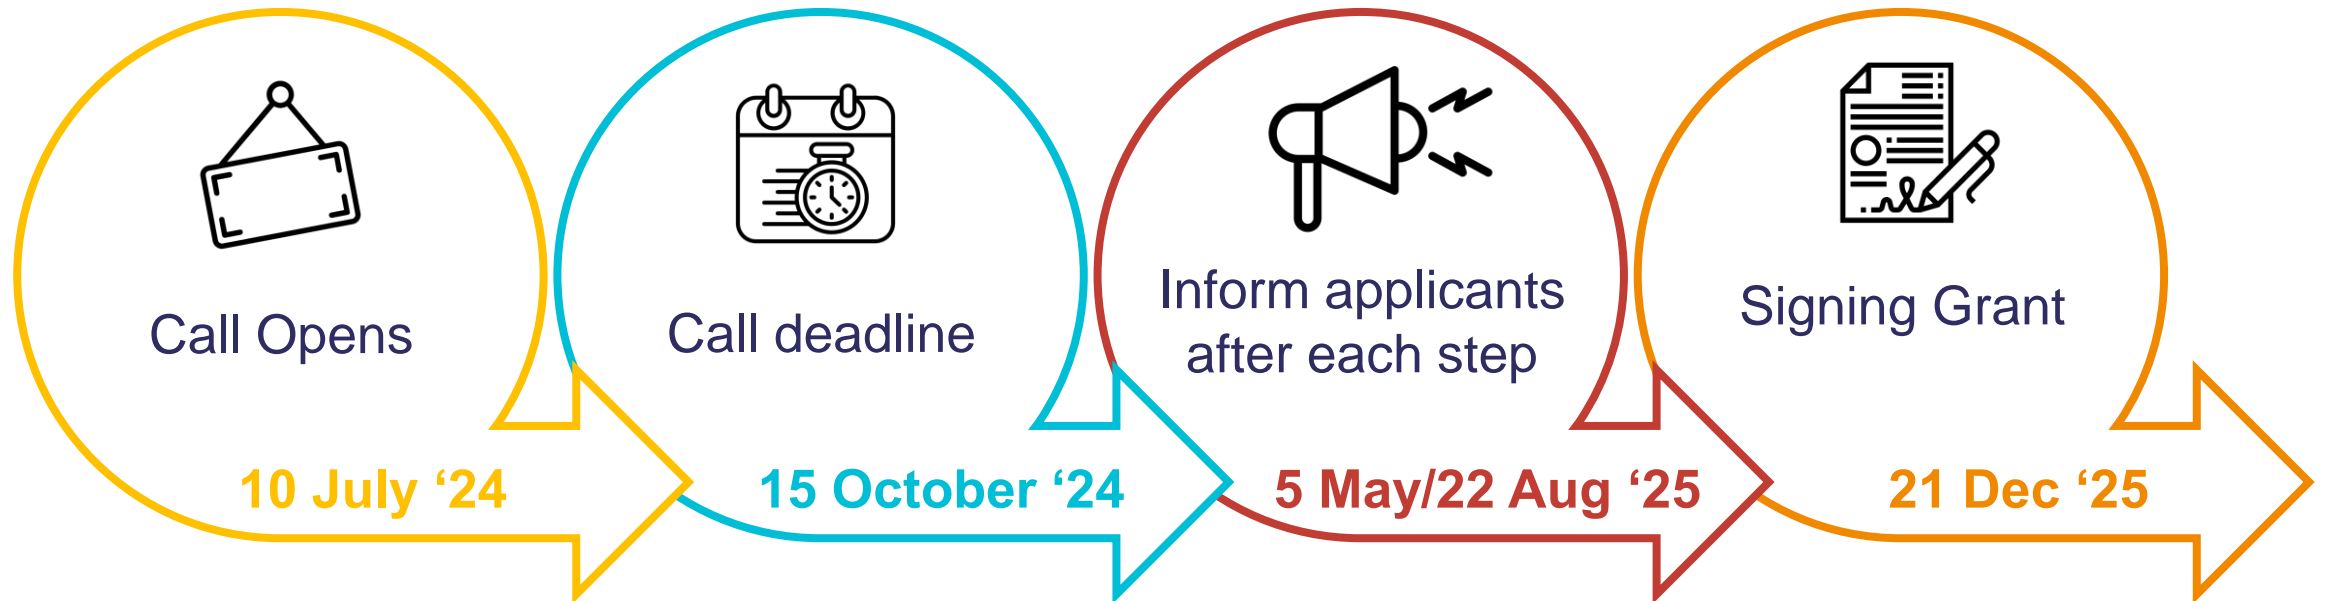 Call Opens
10 July ‘24
Call deadline
15 October ‘24
Inform applicants
after each step
5 May/22 Aug ‘25
Signing Grant
21 Dec ‘25